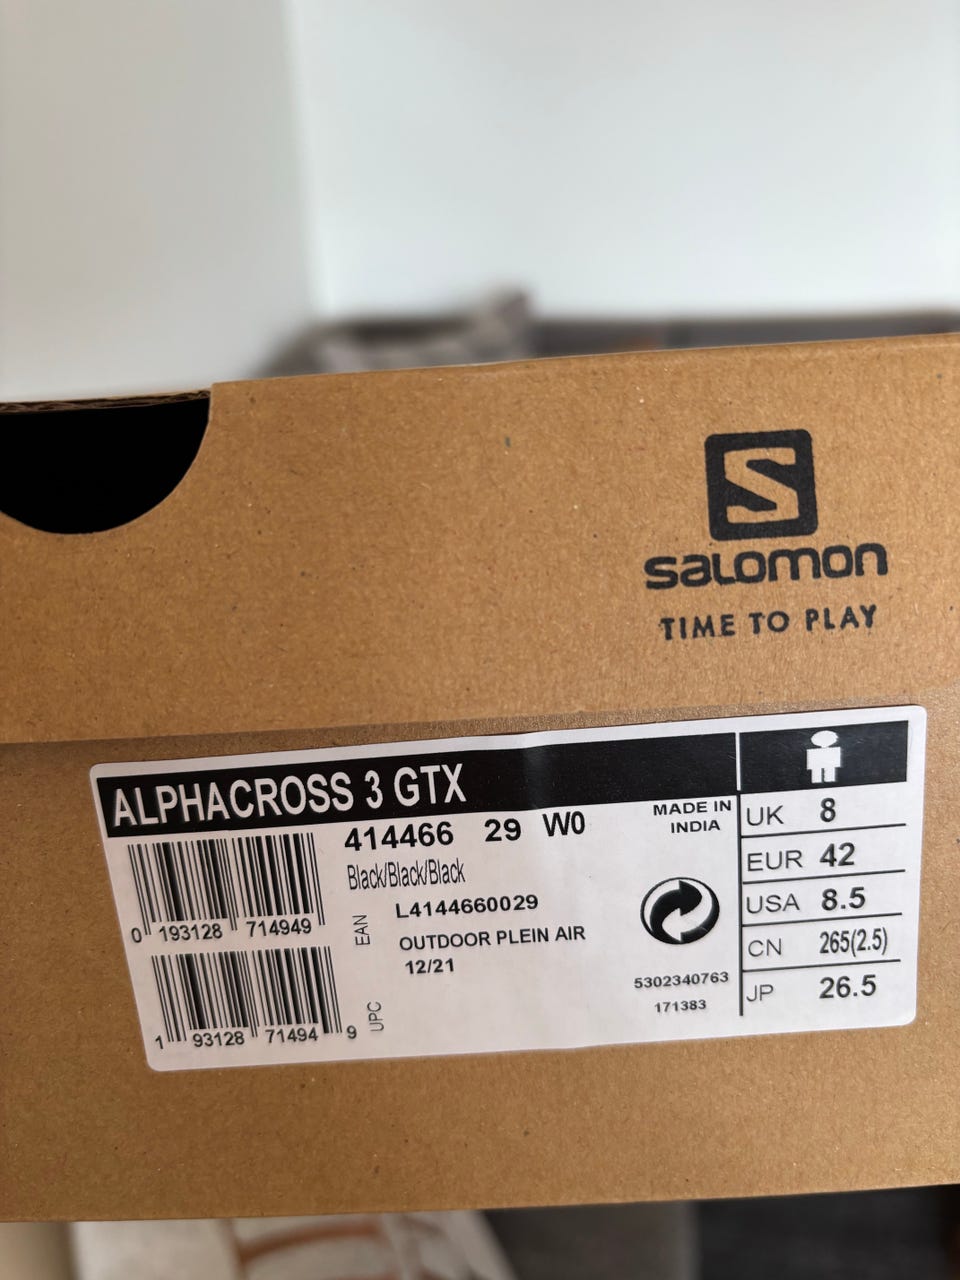 S
SALOMON
TIME TO PLAY
ALPHACROSS 3 GTX
414466 29 W0
MADE IN
INDIA
Black/Black/Black
L4144660029
EAN
0 193128 714949
OUTDOOR PLEIN AIR
12/21
UPC
1 93128 71494 9
5302340763
171383
UK 8
EUR 42
USA 8.5
CN 265(2.5)
JP 26.5